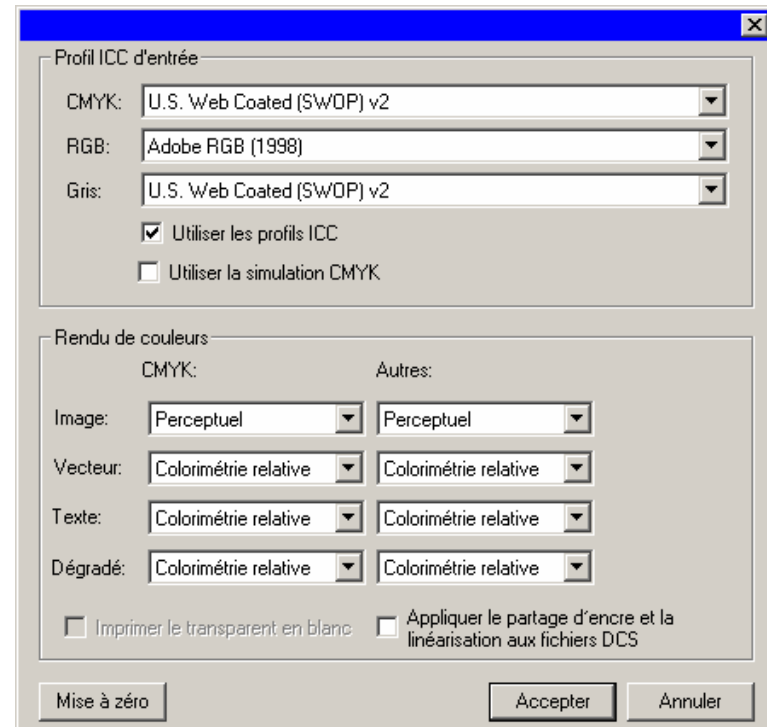 Profil ICC d'entrée
CMYK: U.S. Web Coated (SWOP) v2
RGB: Adobe RGB (1998)
Gris: U.S. Web Coated (SWOP) v2
Utiliser les profils ICC
Utiliser la simulation CMYK
Rendu de couleurs
CMYK: Autres:
Image: Perceptuel Perceptuel
Vecteur: Colorimétrie relative Colorimétrie relative
Texte: Colorimétrie relative Colorimétrie relative
Dégradé: Colorimétrie relative Colorimétrie relative
Imprimer le transparent en blanc
Appliquer le partage d´encre et la
linéarisation aux fichiers DCS
Mise à zéro Accepter Annuler